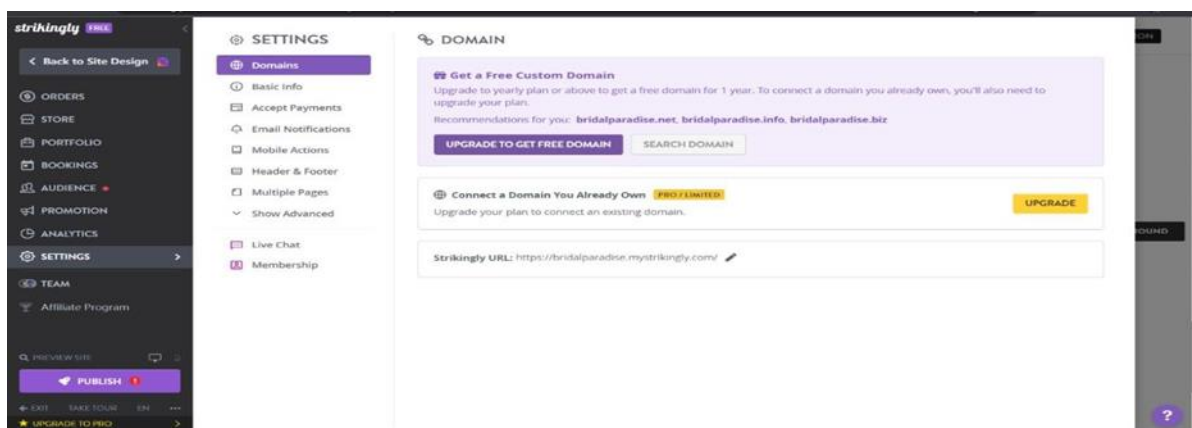 strikingly FREE
Back to Site Design
ORDERS
STORE
PORTFOLIO
BOOKINGS
AUDIENCE
PROMOTION
ANALYTICS
SETTINGS
TEAM
Affiliate Program
PREVIEW SITE
PUBLISH
EXIT TAKE TOUR EN
UPGRADE TO PRO
SETTINGS
Domains
Basic Info
Accept Payments
Email Notifications
Mobile Actions
Header & Footer
Multiple Pages
Show Advanced
Live Chat
Membership
DOMAIN
Get a Free Custom Domain
Upgrade to yearly plan or above to get a free domain for 1 year. To connect a domain you already own, you'll also need to
upgrade your plan.
Recommendations for you: bridalparadise.net, bridalparadise.info, bridalparadise.biz
UPGRADE TO GET FREE DOMAIN SEARCH DOMAIN
Connect a Domain You Already Own PRO / LIMITED
Upgrade your plan to connect an existing domain.
UPGRADE
Strikingly URL: https://bridalparadise.mystrikingly.com/
ION
OUND
?